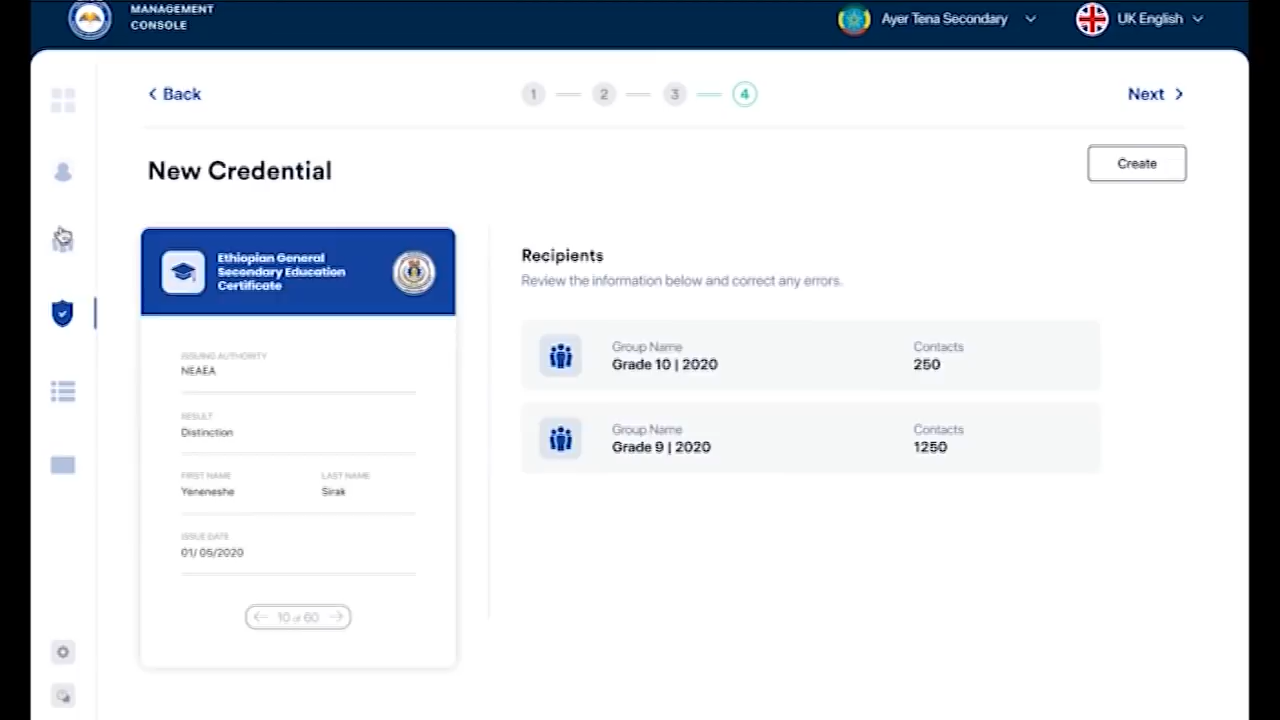 MANAGEMENT
CONSOLE
Ayer Tena Secondary
UK English
Back
1
2
3
4
Next
New Credential
Create
Ethiopian General
Secondary Education
Certificate
ISSUING AUTHORITY
NEAEA
RESULT
Distinction
FIRST NAME
LAST NAME
Yeneneshe
Sirak
ISSUE DATE
01/ 05/2020
10 of 60
Recipients
Review the information below and correct any errors.
Group Name
Contacts
Grade 10 | 2020
250
Group Name
Contacts
Grade 9 | 2020
1250